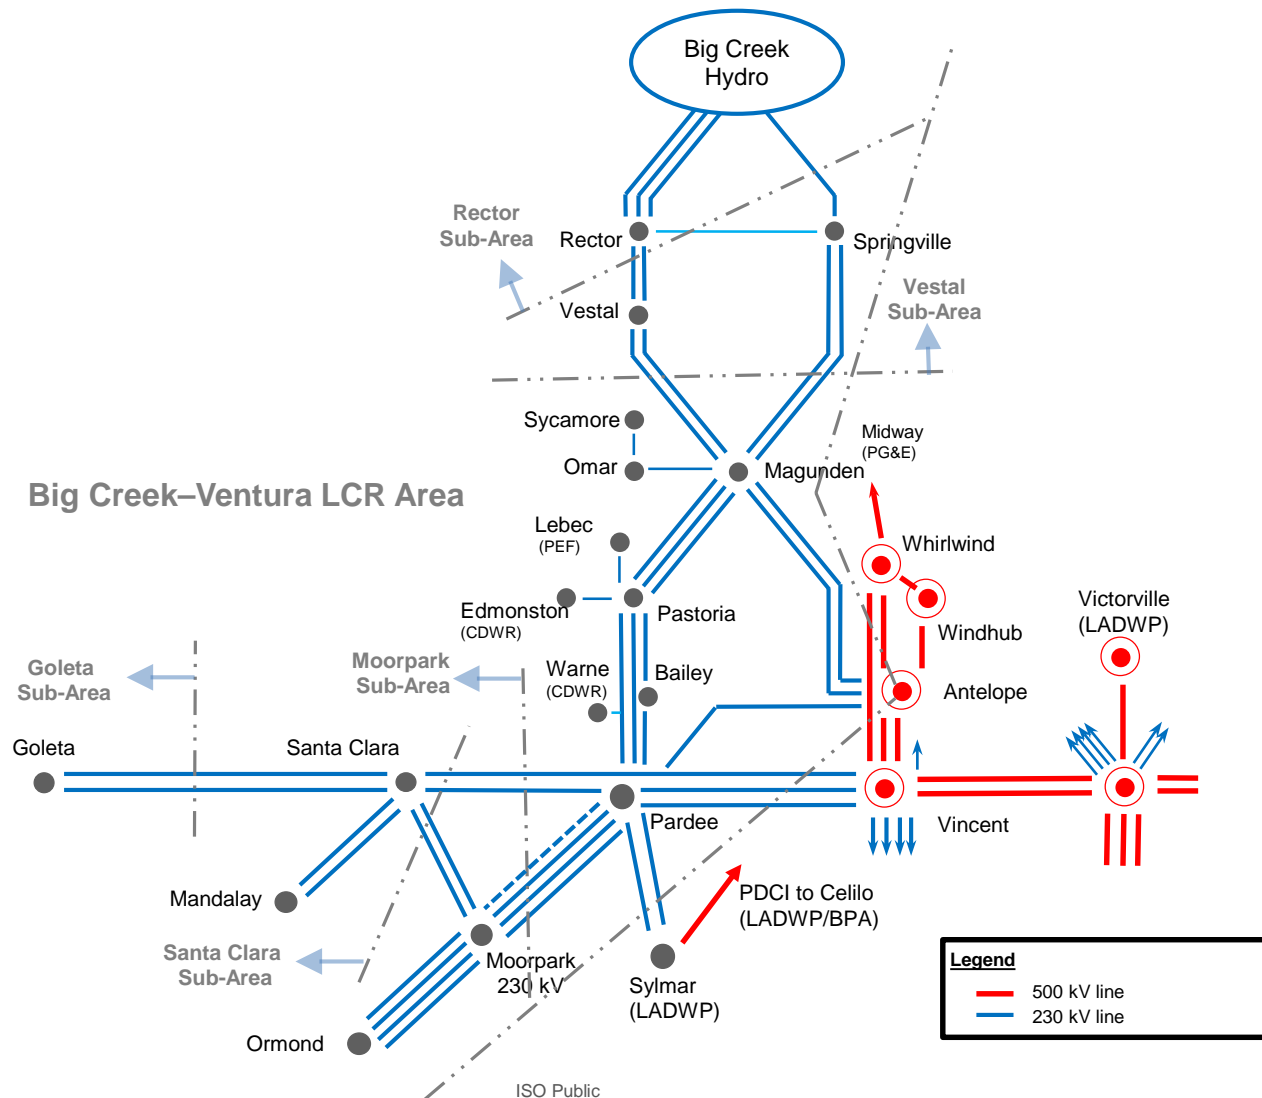 Big Creek
Hydro
Rector
Sub-Area
Rector
Springville
Vestal
Sub-Area
Vestal
Sycamore
Midway
(PG&E)
Omar
Magunden
Big Creek–Ventura LCR Area
Lebec
(PEF)
Whirlwind
Edmonston
(CDWR)
Pastoria
Windhub
Victorville
(LADWP)
Goleta
Sub-Area
Moorpark
Sub-Area
Warne
(CDWR)
Bailey
Antelope
Goleta
Santa Clara
Pardee
Vincent
Mandalay
PDCI to Celilo
(LADWP/BPA)
Santa Clara
Sub-Area
Moorpark
230 kV
Sylmar
(LADWP)
Ormond
Legend
500 kV line
230 kV line
ISO Public